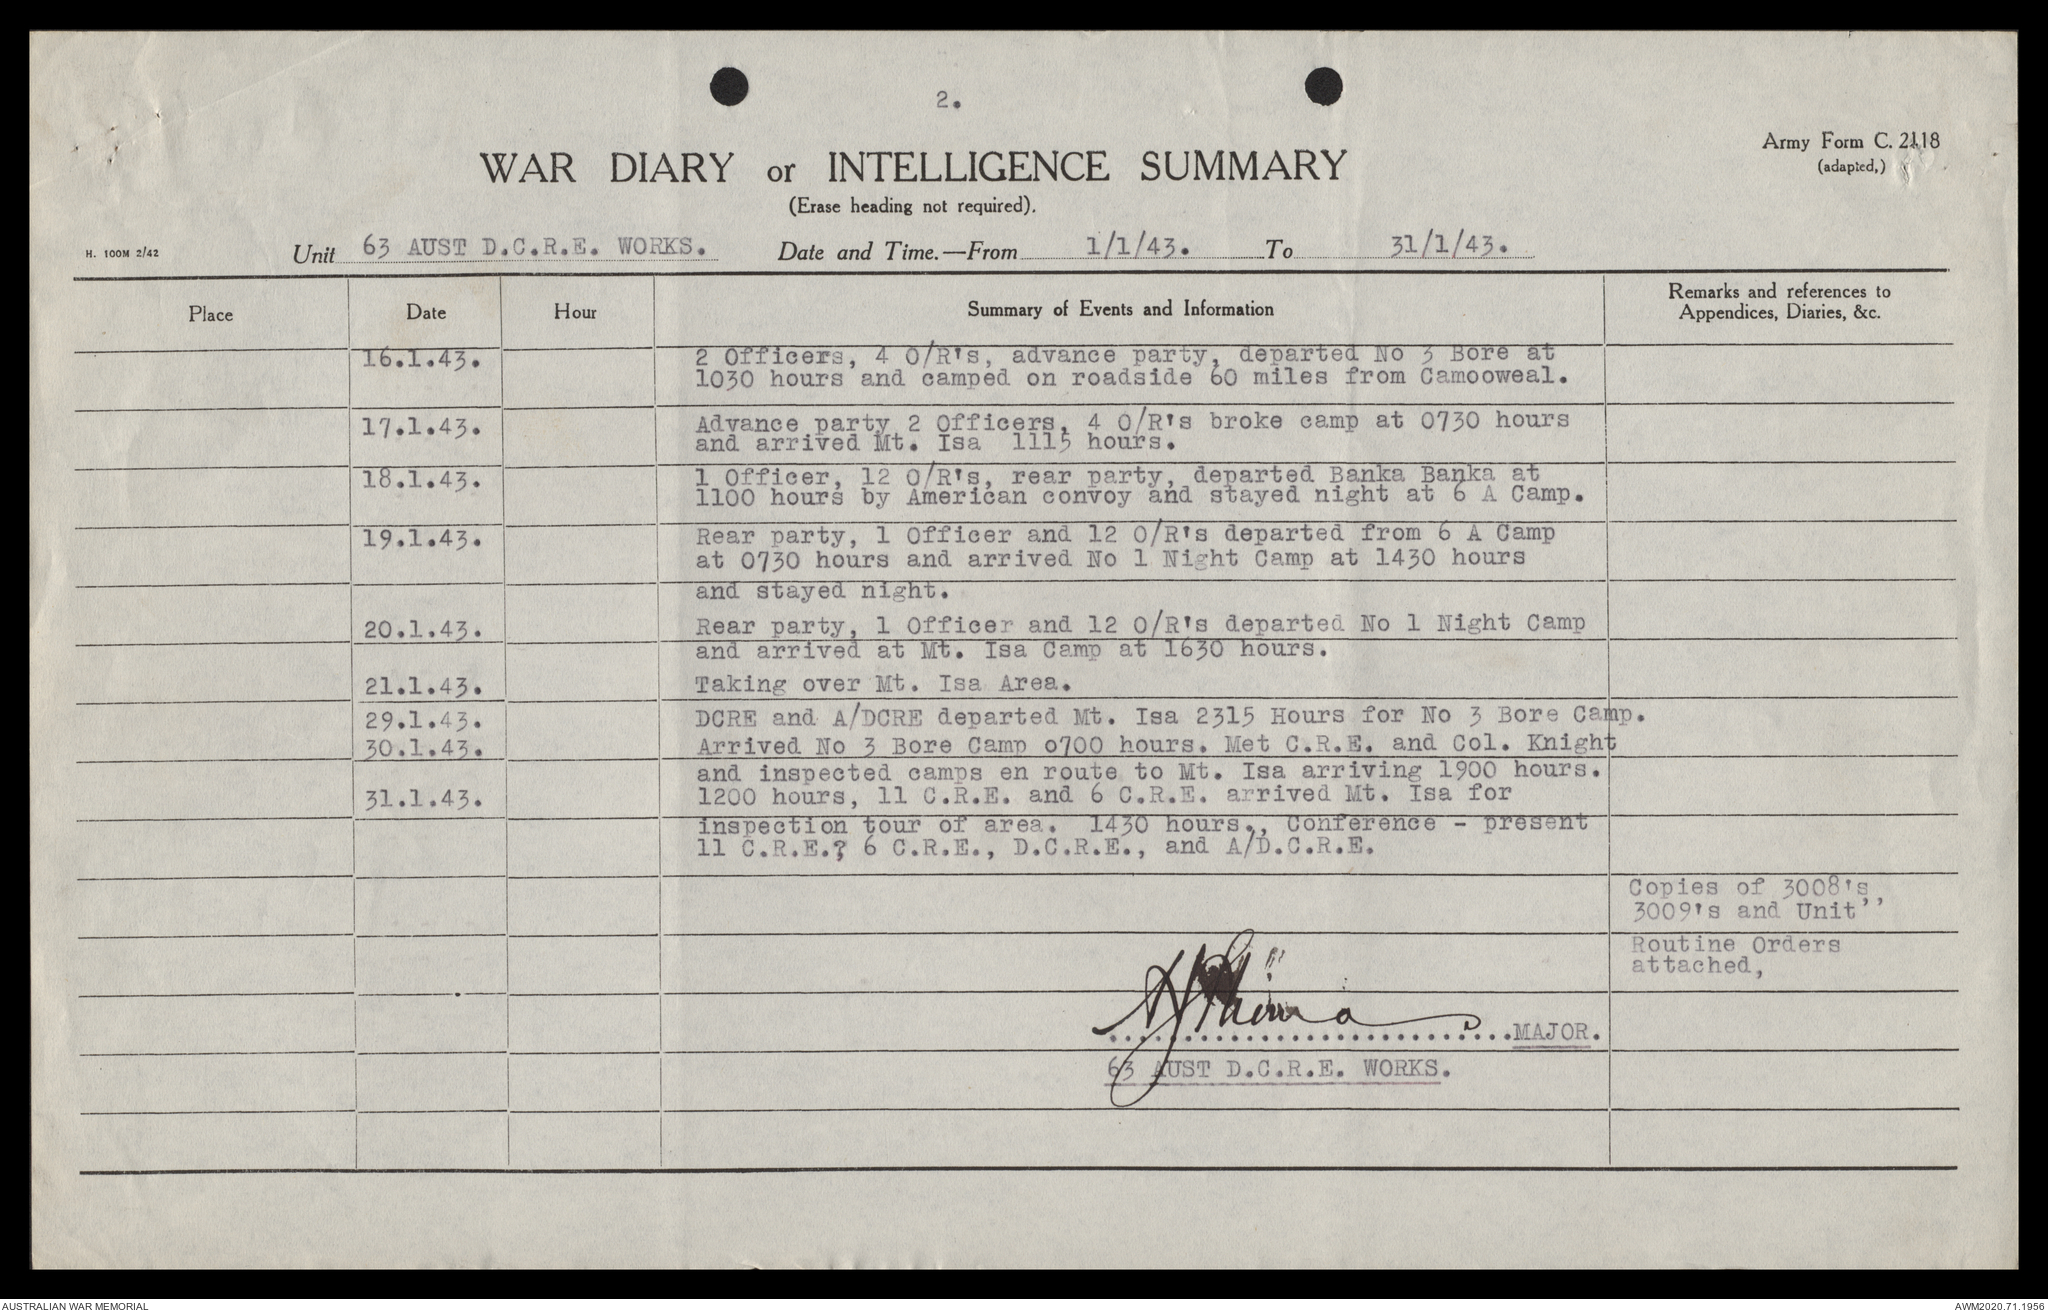 2.
Army Form C. 2118
(adapted.)
WAR DIARY or INTELLIGENCE SUMMARY
(Erase heading not required).
H. 100M 2/42
Unit 63 AUST D.C.R.E. WORKS. Date and Time.—From 1/1/43. To 31/1/43.
Place Date Hour Summary of Events and Information Remarks and references to
Appendices, Diaries, &c.
16.1.43. 2 Officers, 4 O/R's, advance party, departed No 3 Bore at
1030 hours and camped on roadside 60 miles from Camooweal.
17.1.43. Advance party 2 Officers, 4 O/R's broke camp at 0730 hours
and arrived Mt. Isa 1115 hours.
18.1.43. 1 Officer, 12 O/R's, rear party, departed Banka Banka at
1100 hours by American convoy and stayed night at 6 A Camp.
19.1.43. Rear party, 1 Officer and 12 O/R's departed from 6 A Camp
at 0730 hours and arrived No 1 Night Camp at 1430 hours
and stayed night.
20.1.43. Rear party, 1 Officer and 12 O/R's departed No 1 Night Camp
and arrived at Mt. Isa Camp at 1630 hours.
21.1.43. Taking over Mt. Isa Area.
29.1.43. DCRE and A/DCRE departed Mt. Isa 2315 Hours for No 3 Bore Camp.
30.1.43. Arrived No 3 Bore Camp 0700 hours. Met C.R.E. and Col. Knight
and inspected camps en route to Mt. Isa arriving 1900 hours.
31.1.43. 1200 hours, 11 C.R.E. and 6 C.R.E. arrived Mt. Isa for
inspection tour of area. 1430 hours., Conference - present
11 C.R.E.? 6 C.R.E., D.C.R.E., and A/D.C.R.E.
Copies of 3008's,
3009's and Unit''
Routine Orders
attached,
MAJOR.
63 AUST D.C.R.E. WORKS.
AUSTRALIAN WAR MEMORIAL AWM2020.71.1956